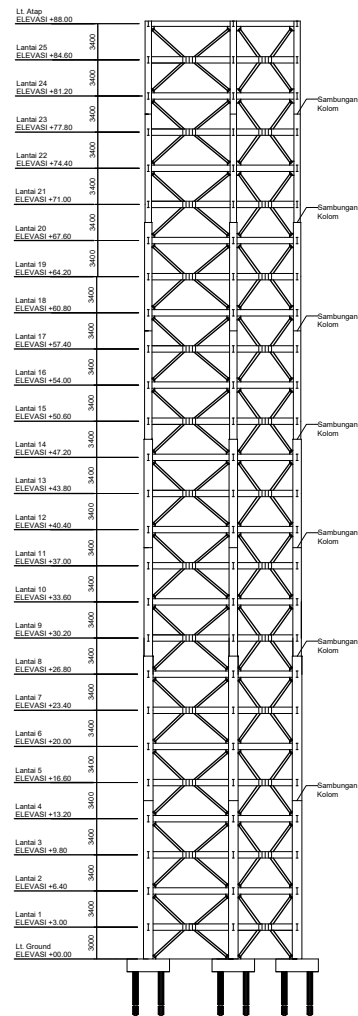 Lt. Atap
ELEVASI +88.00
3400
Lantai 25
ELEVASI +84.60
3400
Lantai 24
ELEVASI +81.20
Sambungan
Kolom
3400
Lantai 23
ELEVASI +77.80
3400
Lantai 22
ELEVASI +74.40
3400
Lantai 21
ELEVASI +71.00
Sambungan
Kolom
3400
Lantai 20
ELEVASI +67.60
3400
Lantai 19
ELEVASI +64.20
3400
Lantai 18
ELEVASI +60.80
Sambungan
Kolom
3400
Lantai 17
ELEVASI +57.40
3400
Lantai 16
ELEVASI +54.00
3400
Lantai 15
ELEVASI +50.60
Sambungan
Kolom
3400
Lantai 14
ELEVASI +47.20
3400
Lantai 13
ELEVASI +43.80
3400
Lantai 12
ELEVASI +40.40
Sambungan
Kolom
3400
Lantai 11
ELEVASI +37.00
3400
Lantai 10
ELEVASI +33.60
3400
Lantai 9
ELEVASI +30.20
Sambungan
Kolom
3400
Lantai 8
ELEVASI +26.80
3400
Lantai 7
ELEVASI +23.40
3400
Lantai 6
ELEVASI +20.00
3400
Lantai 5
ELEVASI +16.60
Sambungan
Kolom
3400
Lantai 4
ELEVASI +13.20
3400
Lantai 3
ELEVASI +9.80
3400
Lantai 2
ELEVASI +6.40
3400
Lantai 1
ELEVASI +3.00
3000
Lt. Ground
ELEVASI +00.00